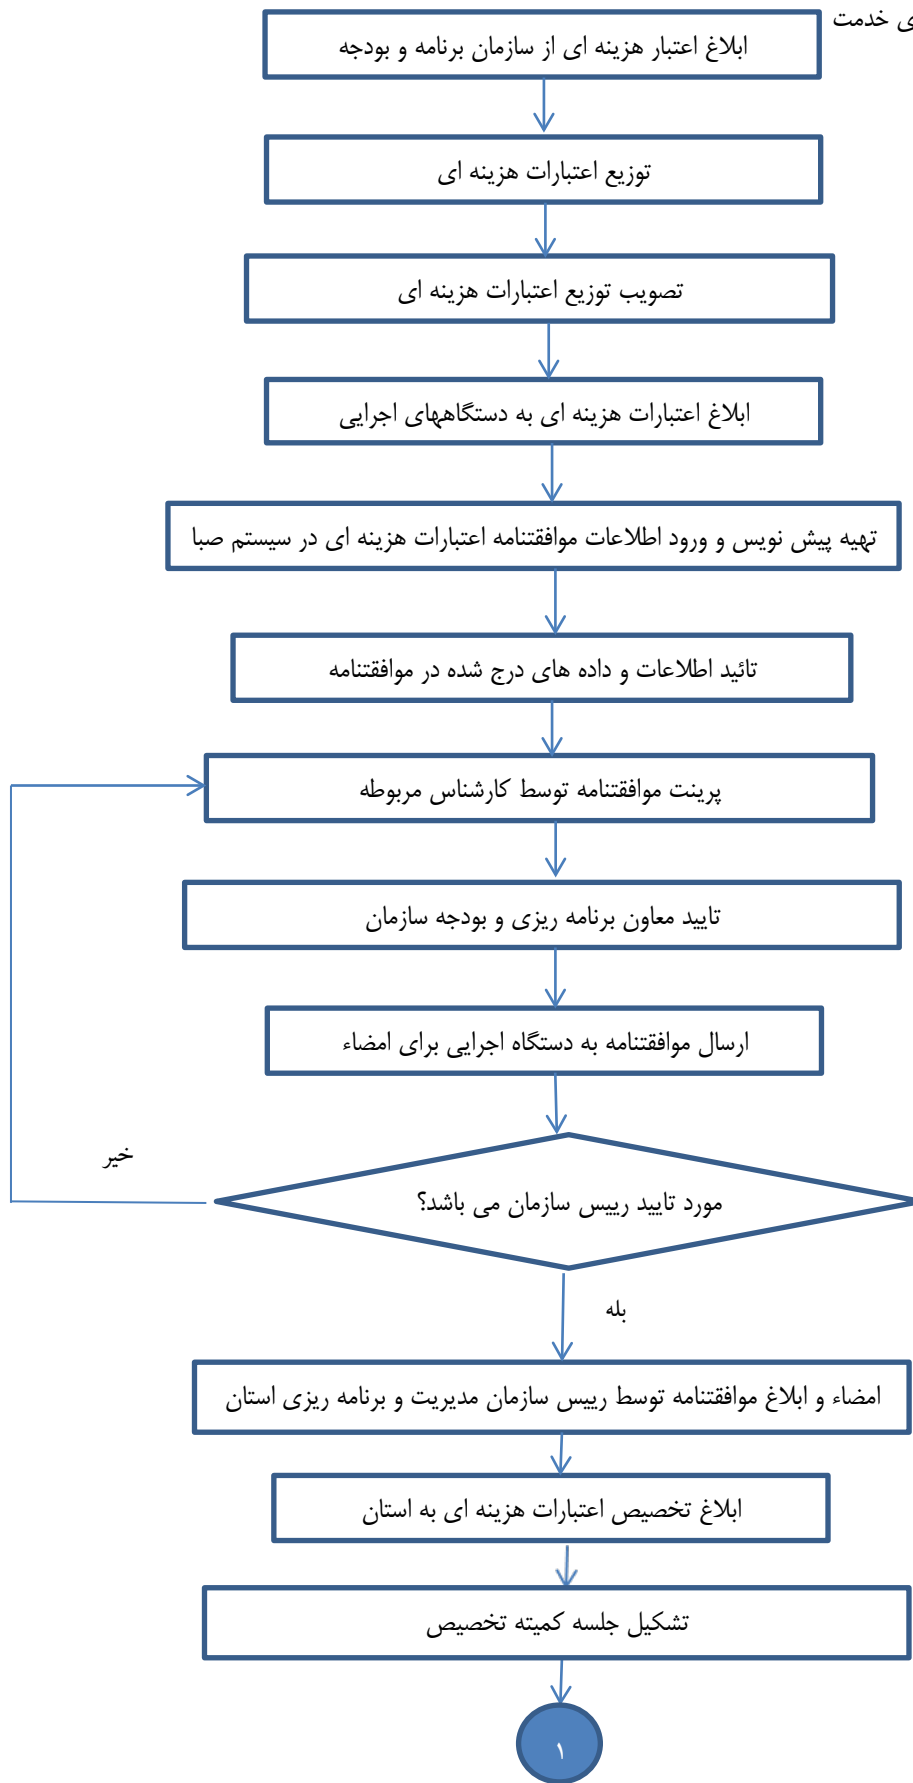 ی خدمت
ابلاغ اعتبار هزینه ای از سازمان برنامه و بودجه
توزیع اعتبارات هزینه ای
تصویب توزیع اعتبارات هزینه ای
ابلاغ اعتبارات هزینه ای به دستگاههای اجرایی
تهیه پیش نویس و ورود اطلاعات موافقتنامه اعتبارات هزینه ای در سیستم صبا
تائید اطلاعات و داده های درج شده در موافقتنامه
پرینت موافقتنامه توسط کارشناس مربوطه
تایید معاون برنامه ریزی و بودجه سازمان
ارسال موافقتنامه به دستگاه اجرایی برای امضاء
خیر
مورد تایید رییس سازمان می باشد؟
بله
امضاء و ابلاغ موافقتنامه توسط رییس سازمان مدیریت و برنامه ریزی استان
ابلاغ تخصیص اعتبارات هزینه ای به استان
تشکیل جلسه کمیته تخصیص
۱